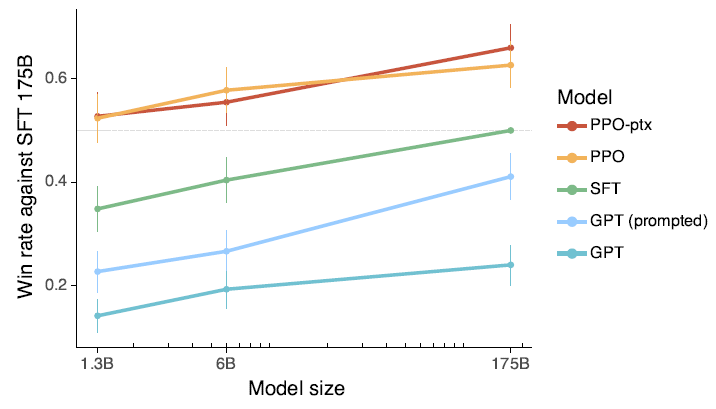 Win rate against SFT 175B
0.6
0.4
0.2
1.3B
6B
175B
Model size
Model
PPO-ptx
PPO
SFT
GPT (prompted)
GPT